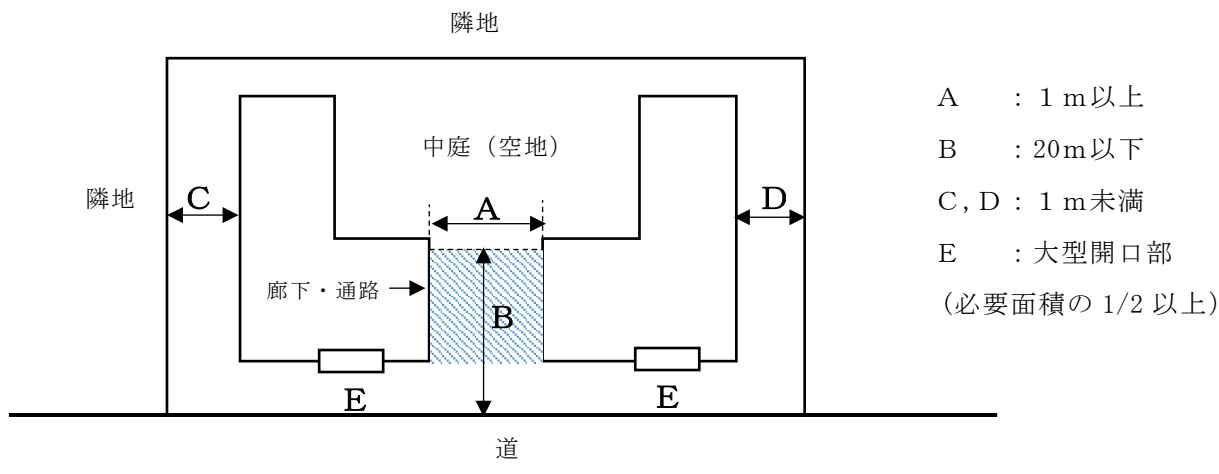 隣地
中庭（空地）
隣地
C
A
D
廊下・通路
B
E
E
道
A　：１ｍ以上
B　：20ｍ以下
C，D：１ｍ未満
E　：大型開口部
（必要面積の 1/2 以上）